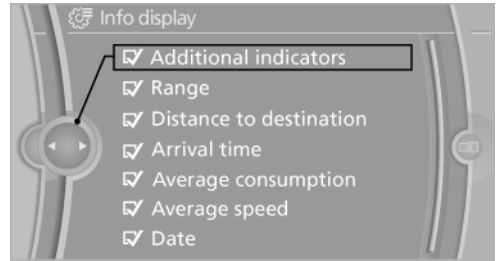 Info display
Additional indicators
Range
Distance to destination
Arrival time
Average consumption
Average speed
Date